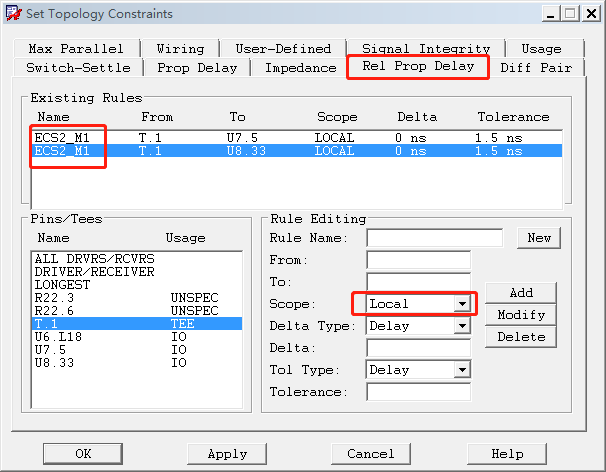 Set Topology Constraints
Max Parallel Wiring User-Defined Signal Integrity Usage
Switch-Settle Prop Delay Impedance Rel Prop Delay Diff Pair
Existing Rules
Name From To Scope Delta Tolerance
ECS2_M1 T.1 U7.5 LOCAL 0 ns 1.5 ns
ECS2_M1 T.1 U8.33 LOCAL 0 ns 1.5 ns
Pins/Tees
Name Usage
ALL DRVRS/RCVRS
DRIVER/RECEIVER
LONGEST
R22.3 UNSPEC
R22.6 UNSPEC
T.1 TEE
U6.L18 IO
U7.5 IO
U8.33 IO
Rule Editing
Rule Name: New
From:
To:
Scope: Local
Delta Type: Delay
Delta:
Tol Type: Delay
Tolerance:
Add
Modify
Delete
OK Apply Cancel Help